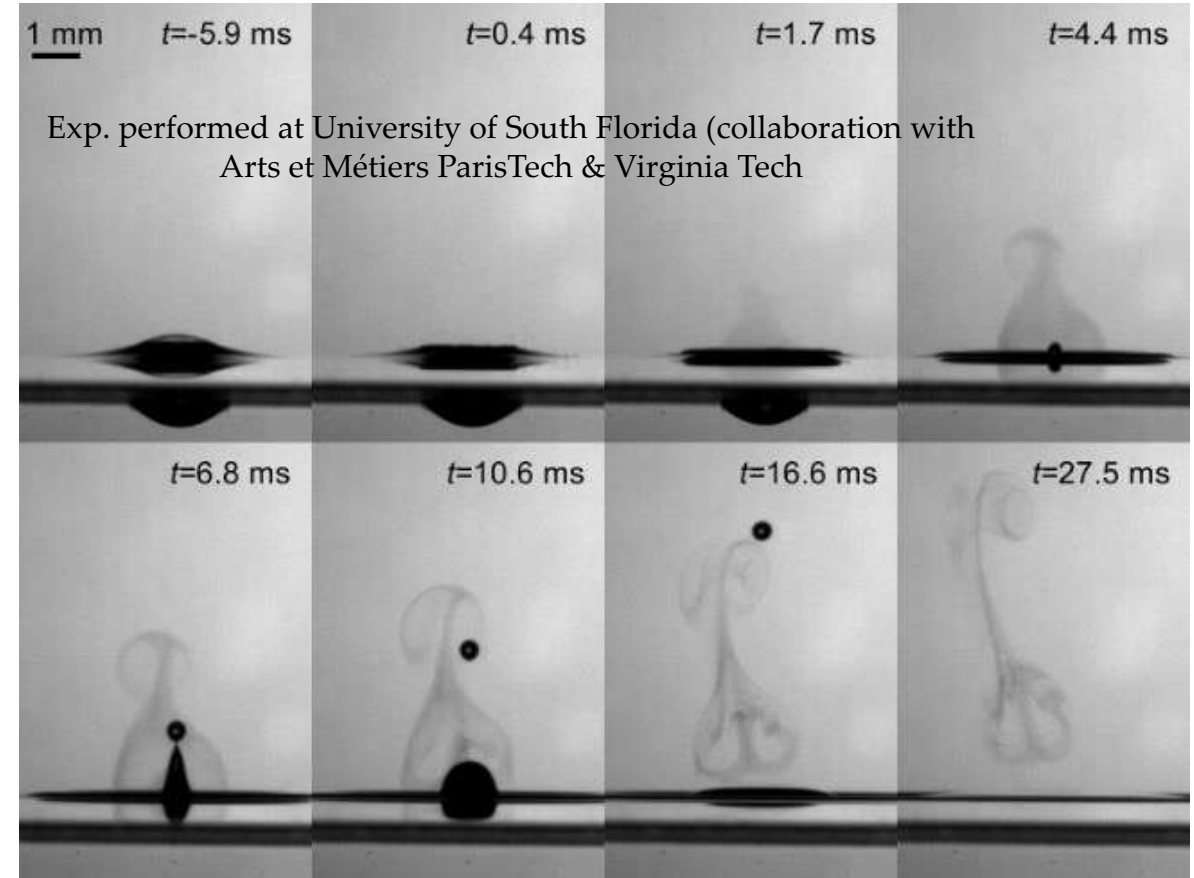 1 mm t=-5.9 ms
t=0.4 ms
t=1.7 ms
t=4.4 ms
Exp. performed at University of South Florida (collaboration with
Arts et Métiers ParisTech & Virginia Tech
t=6.8 ms
t=10.6 ms
t=16.6 ms
t=27.5 ms